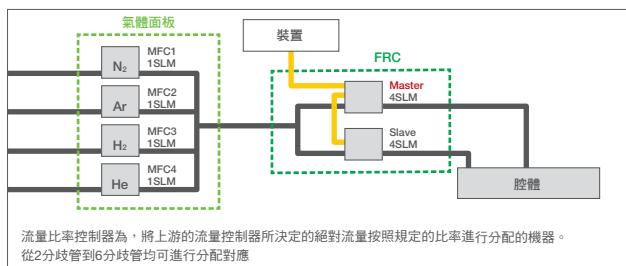 氣體面板
裝置
FRC
N₂
MFC1
1SLM
Ar
MFC2
1SLM
H₂
MFC3
1SLM
He
MFC4
1SLM
Master
4SLM
Slave
4SLM
腔體
流量比率控制器為，將上游的流量控制器所決定的絕對流量按照規定的比率進行分配的機器。
從2分歧管到6分歧管均可進行分配對應